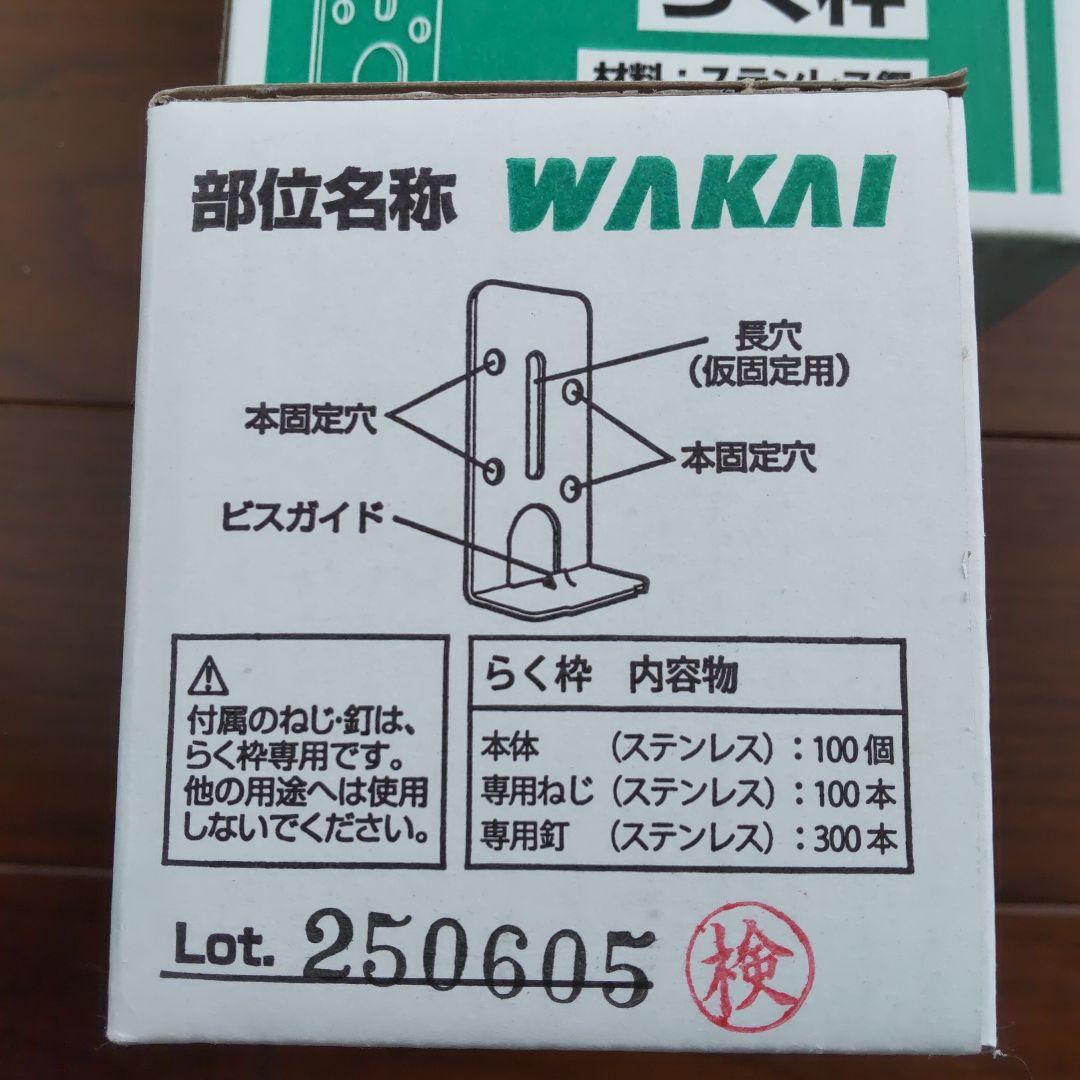 らく枠
材料：ステンレス鋼
部位名称 WAKAI
長穴
（仮固定用）
本固定穴
本固定穴
ビスガイド
付属のねじ・釘は、
らく枠専用です。
他の用途へは使用
しないでください。
らく枠 内容物
本体 （ステンレス）：100個
専用ねじ （ステンレス）：100本
専用釘 （ステンレス）：300本
Lot. 250605 検